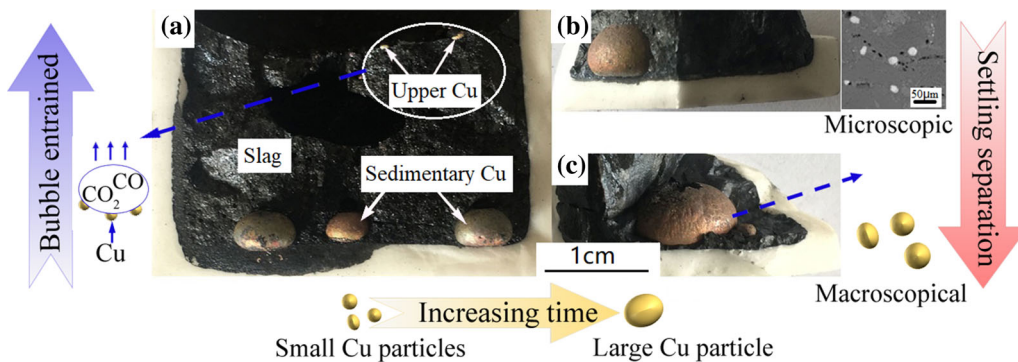 Bubble entrained
CO₂
CO
Cu
(a)
Upper Cu
Slag
Sedimentary Cu
(b)
50μm
Microscopic
(c)
1cm
Macroscopical
Settling separation
Increasing time
Small Cu particles
Large Cu particle